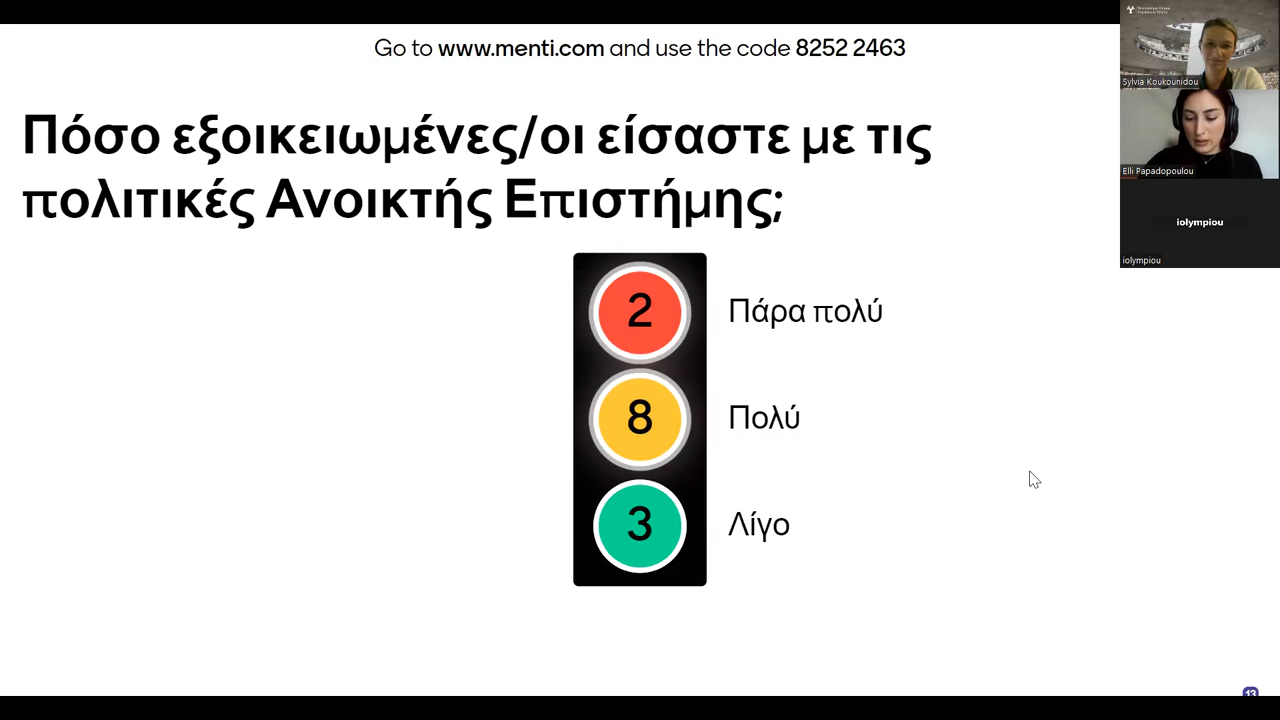 Go to www.menti.com and use the code 8252 2463
Πόσο εξοικειωμένες/οι είσαστε με τις
πολιτικές Ανοικτής Επιστήμης;
2 Πάρα πολύ
8 Πολύ
3 Λίγο
Sylvia Koukounidou
Elli Papadopoulou
iolympiou
iolympiou
13